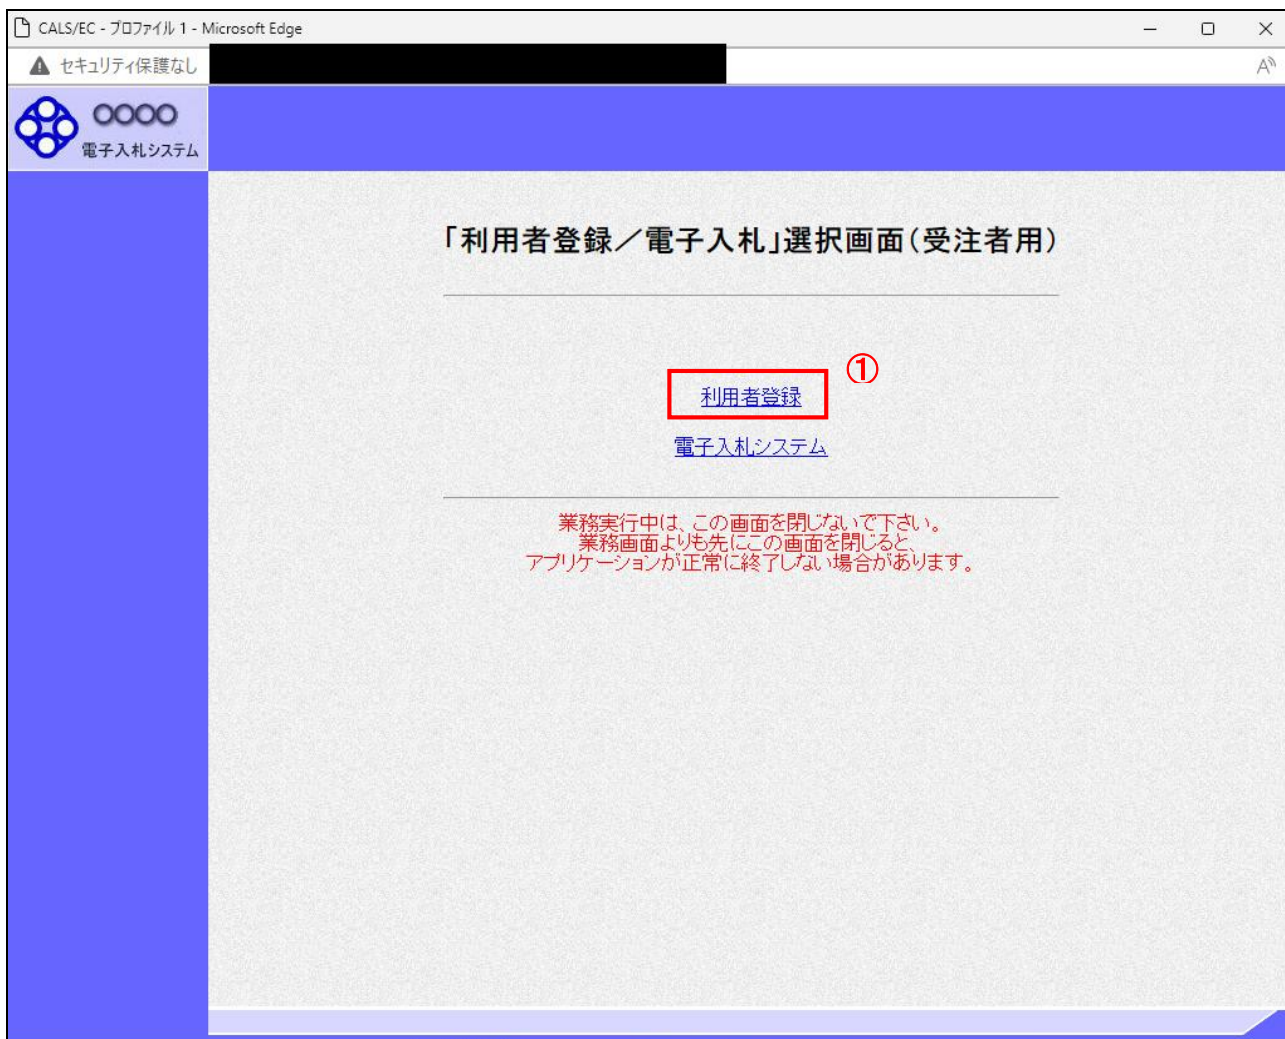 CALS/EC - プロファイル 1 - Microsoft Edge
セキュリティ保護なし
○○○○
電子入札システム
「利用者登録／電子入札」選択画面(受注者用)
①
利用者登録
電子入札システム
業務実行中は、この画面を閉じないで下さい。
業務画面よりも先にこの画面を閉じると、
アプリケーションが正常に終了しない場合があります。